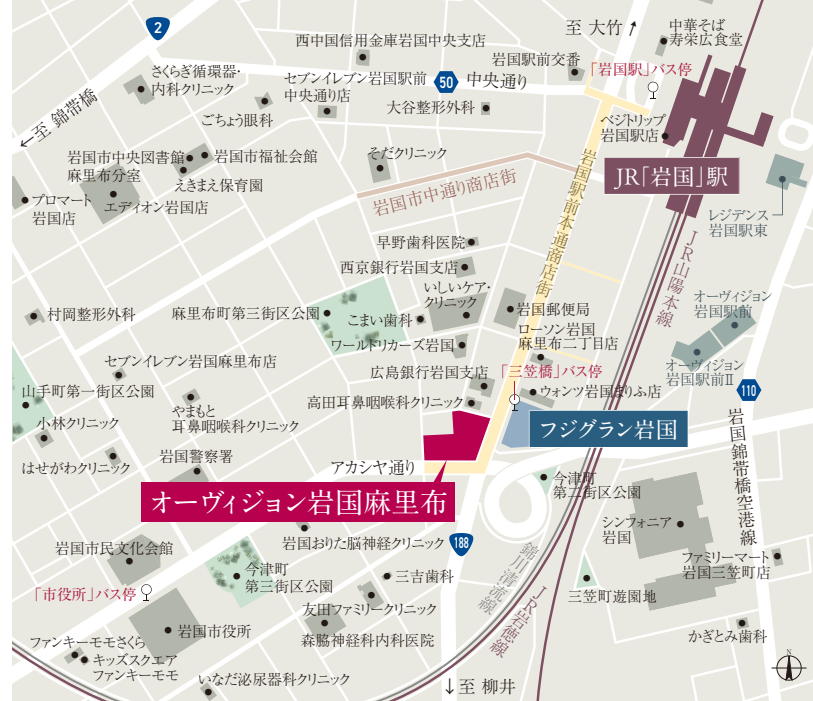 至 大竹
中華そば
寿栄広食堂
2
西中国信用金庫岩国中央支店
岩国駅前交番
「岩国駅」バス停
さくらぎ循環器・
内科クリニック
セブンイレブン岩国駅前
中央通り店
50
中央通り
大谷整形外科
ごちょう眼科
←至 錦帯橋
ベジトリップ
岩国駅店
岩国市中央図書館
麻里布分室
岩国市福祉会館
えきまえ保育園
そだクリニック
JR「岩国」駅
プロマート
岩国店
エディオン岩国店
岩国市中通り商店街
岩国駅前本通商店街
レジデンス
岩国駅東
JR山陽本線
早野歯科医院
西京銀行岩国支店
いしいケア・
クリニック
オーヴィジョン
岩国駅前
村岡整形外科
麻里布町第三街区公園
こまい歯科
岩国郵便局
ローソン岩国
麻里布二丁目店
ワールドリカーズ岩国
オーヴィジョン
岩国駅前II
セブンイレブン岩国麻里布店
広島銀行岩国支店
「三笠橋」バス停
山手町第一街区公園
やまもと
耳鼻咽喉科クリニック
高田耳鼻咽喉科クリニック
ウォンツ岩国まりふ店
110
小林クリニック
フジグラン岩国
岩国錦帯橋空港線
はせがわクリニック
岩国警察署
アカシヤ通り
オーヴィジョン岩国麻里布
今津町
第二街区公園
シンフォニア
岩国
岩国市民文化会館
岩国おりた脳神経クリニック
188
錦川清流線
JR岩徳線
ファミリーマート
岩国三笠町店
「市役所」バス停
今津町
第三街区公園
三吉歯科
三笠町遊園地
友田ファミリークリニック
岩国市役所
森脇神経科内科医院
かぎとみ歯科
ファンキーモモさくら
キッズスクエア
ファンキーモモ
いなだ泌尿器科クリニック
↓至 柳井
N